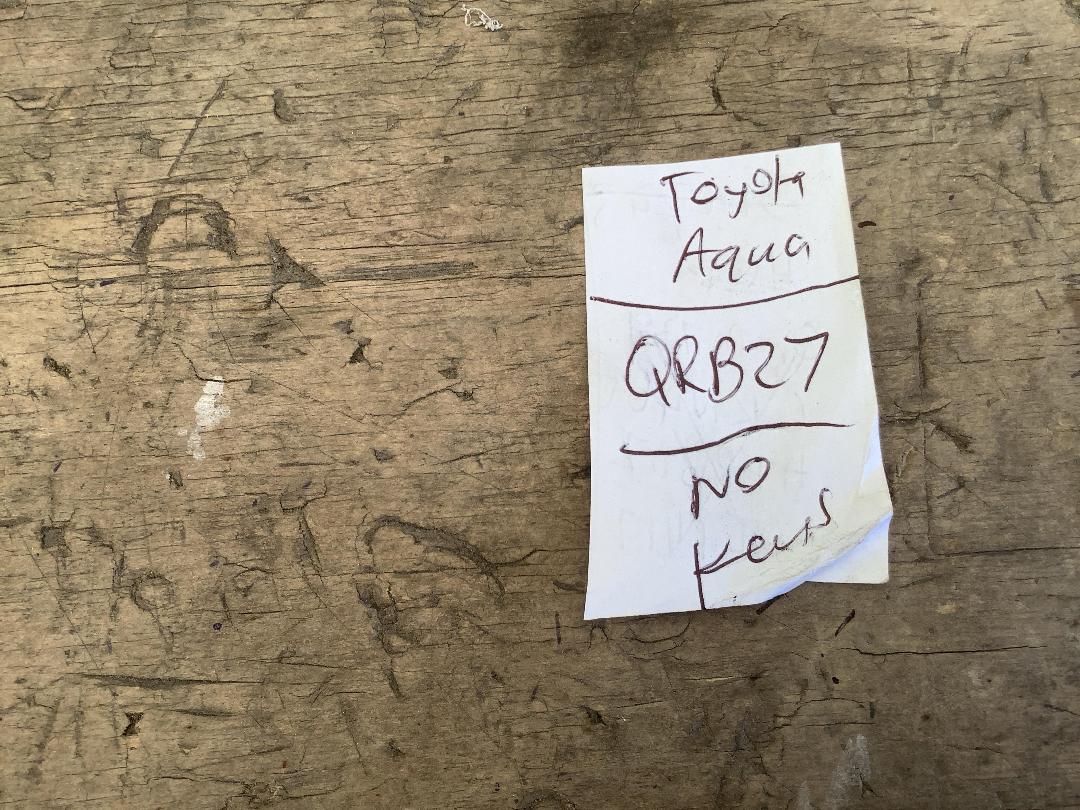 Toyota
Aqua
QRB27
NO
Keys